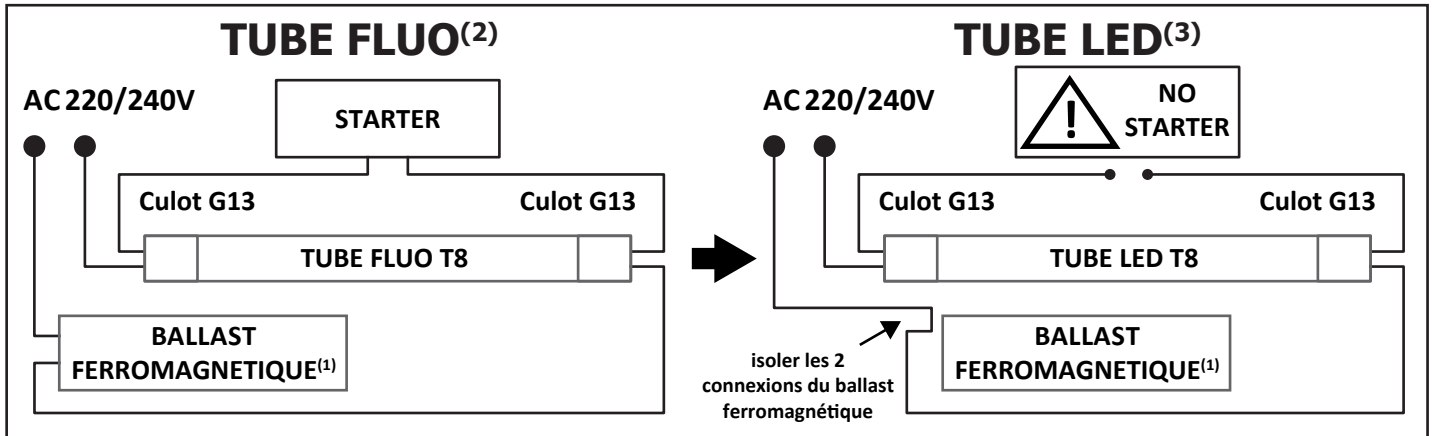 TUBE FLUO(2)
AC 220/240V
STARTER
Culot G13
Culot G13
TUBE FLUO T8
BALLAST
FERROMAGNETIQUE(1)
TUBE LED(3)
AC 220/240V
!
NO
STARTER
Culot G13
Culot G13
TUBE LED T8
isoler les 2
connexions du ballast
ferromagnétique
BALLAST
FERROMAGNETIQUE(1)